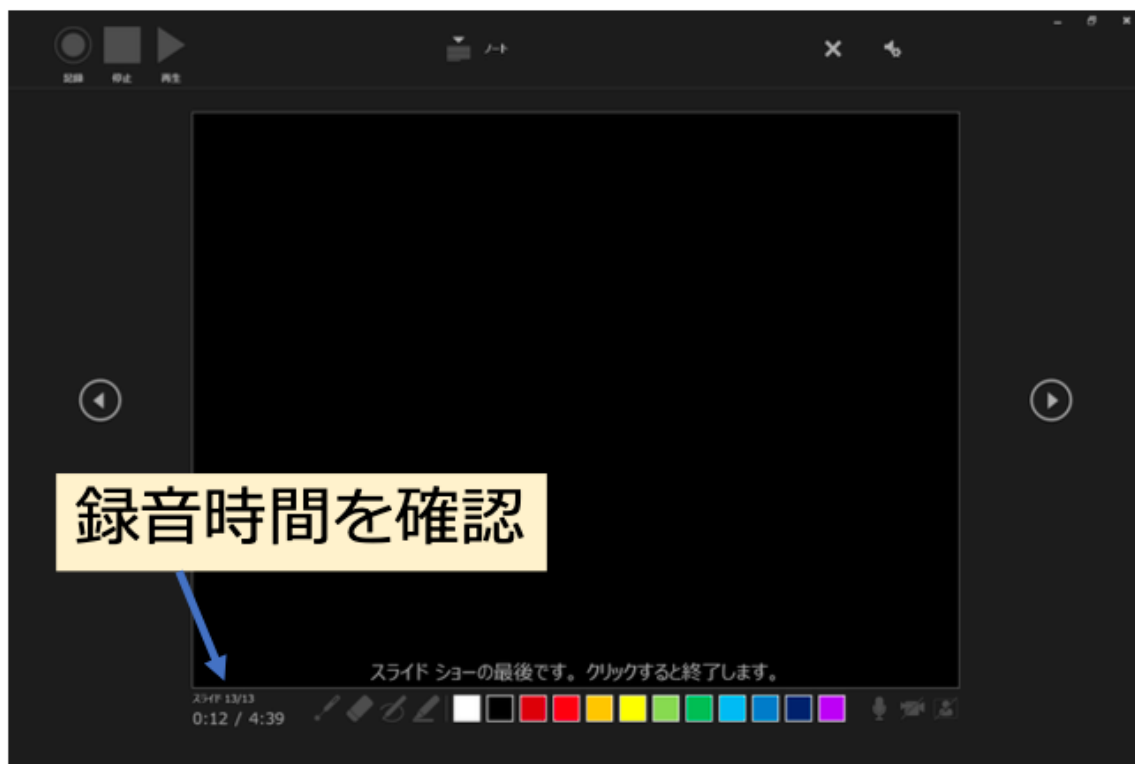 記録 停止 再生
ノート
録音時間を確認
スライド ショーの最後です。クリックすると終了します。
スライド 13/13
0:12 / 4:39